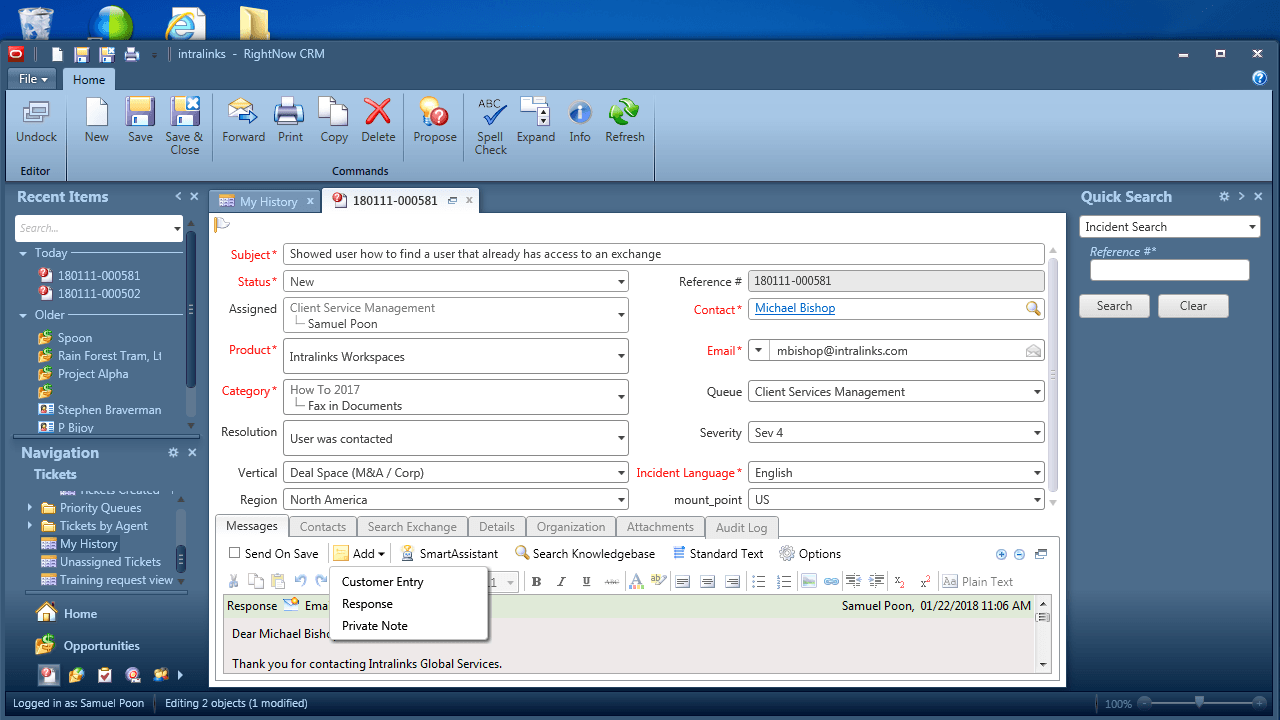 intralinks - RightNow CRM
File
Home
Undock
New
Save
Save & Close
Forward
Print
Copy
Delete
Propose
ABC
Spell Check
Expand
Info
Refresh
Editor
Commands
Recent Items
Search...
Today
180111-000581
180111-000502
Older
Spoon
Rain Forest Tram, Lt
Project Alpha
Stephen Braverman
P Bijoy
Navigation
Tickets
Tickets Created
Priority Queues
Tickets by Agent
My History
Unassigned Tickets
Training request view
Home
Opportunities
My History
180111-000581
Subject* Showed user how to find a user that already has access to an exchange
Status* New
Reference # 180111-000581
Assigned Client Service Management
Samuel Poon
Contact* Michael Bishop
Product* Intralinks Workspaces
Email* mbishop@intralinks.com
Category* How To 2017
Fax in Documents
Queue Client Services Management
Resolution User was contacted
Severity Sev 4
Vertical Deal Space (M&A / Corp)
Incident Language* English
Region North America
mount_point US
Messages
Contacts
Search Exchange
Details
Organization
Attachments
Audit Log
Send On Save
Add
SmartAssistant
Search Knowledgebase
Standard Text
Options
Customer Entry
Response
Private Note
1
B I U ABC A
Aa Plain Text
Response Ema
Samuel Poon, 01/22/2018 11:06 AM
Dear Michael Bisho
Thank you for contacting Intralinks Global Services.
Quick Search
Incident Search
Reference #*
Search
Clear
Logged in as: Samuel Poon
Editing 2 objects (1 modified)
100%